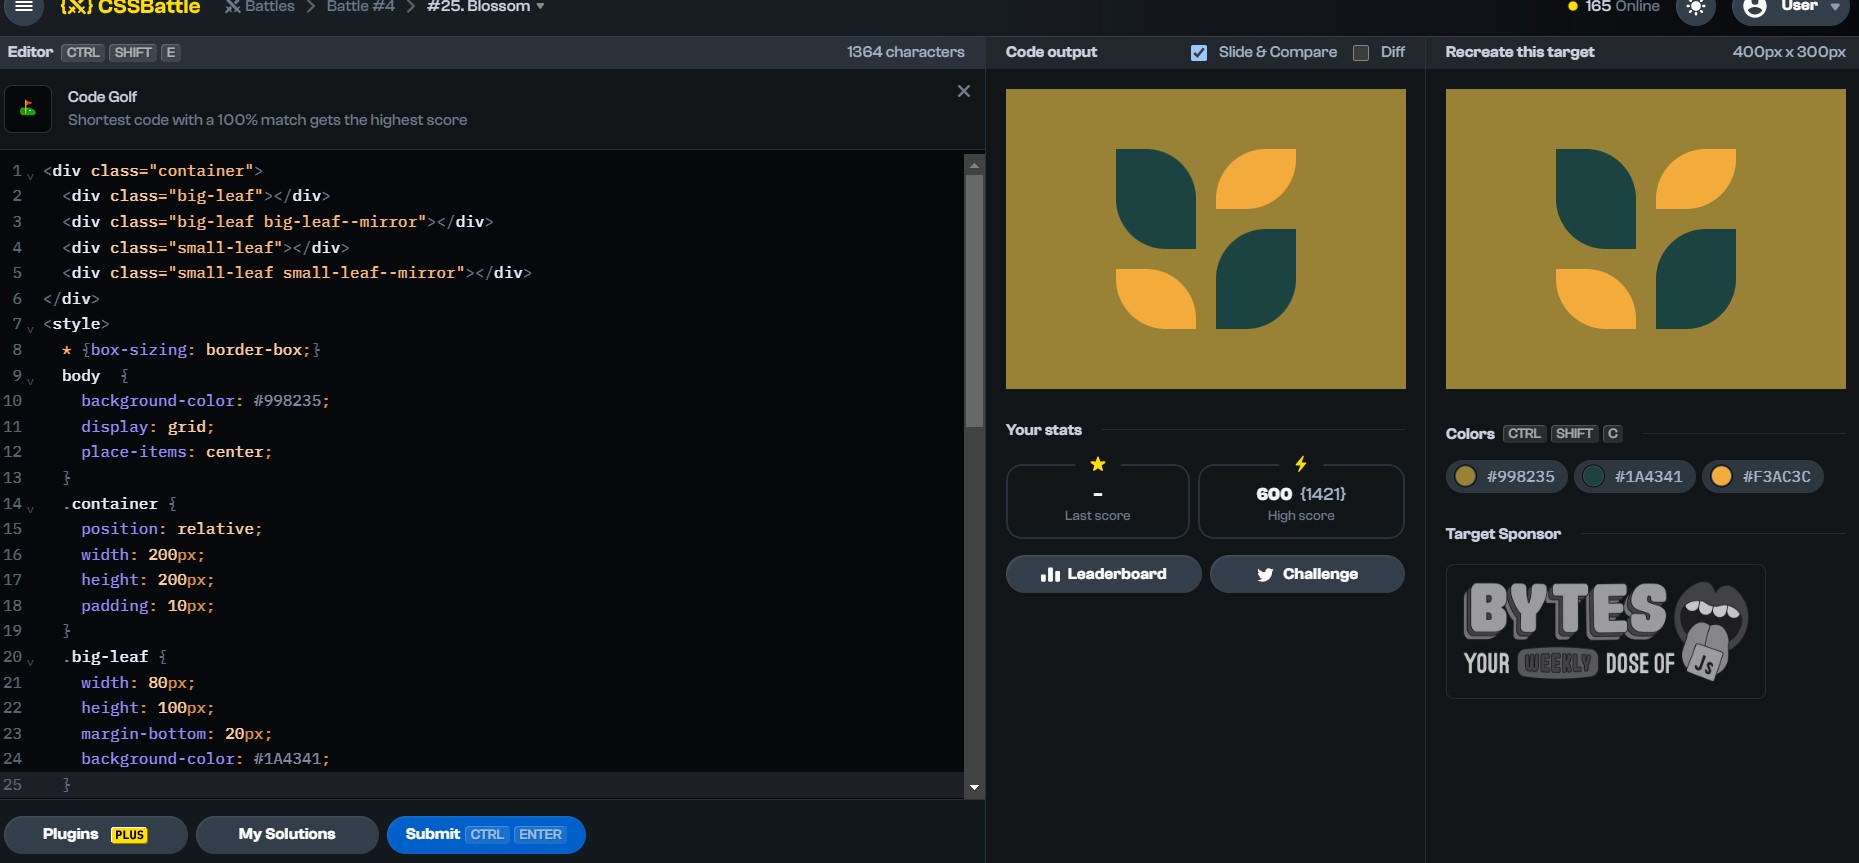 CSSBattle Battles Battle #4 #25. Blossom 165 Online User
Editor CTRL SHIFT E 1364 characters
Code Golf
Shortest code with a 100% match gets the highest score
1 <div class="container">
2 <div class="big-leaf"></div>
3 <div class="big-leaf big-leaf--mirror"></div>
4 <div class="small-leaf"></div>
5 <div class="small-leaf small-leaf--mirror"></div>
6 </div>
7 <style>
8 * {box-sizing: border-box;}
9 body  {
10 background-color: #998235;
11 display: grid;
12 place-items: center;
13 }
14 .container {
15 position: relative;
16 width: 200px;
17 height: 200px;
18 padding: 10px;
19 }
20 .big-leaf {
21 width: 80px;
22 height: 100px;
23 margin-bottom: 20px;
24 background-color: #1A4341;
25 }
Plugins PLUS My Solutions Submit CTRL ENTER
Code output Slide & Compare Diff
Your stats
-
Last score
600 {1421}
High score
Leaderboard Challenge
Recreate this target 400px x 300px
Colors CTRL SHIFT C
#998235 #1A4341 #F3AC3C
Target Sponsor
BYTES
YOUR WEEKLY DOSE OF Js